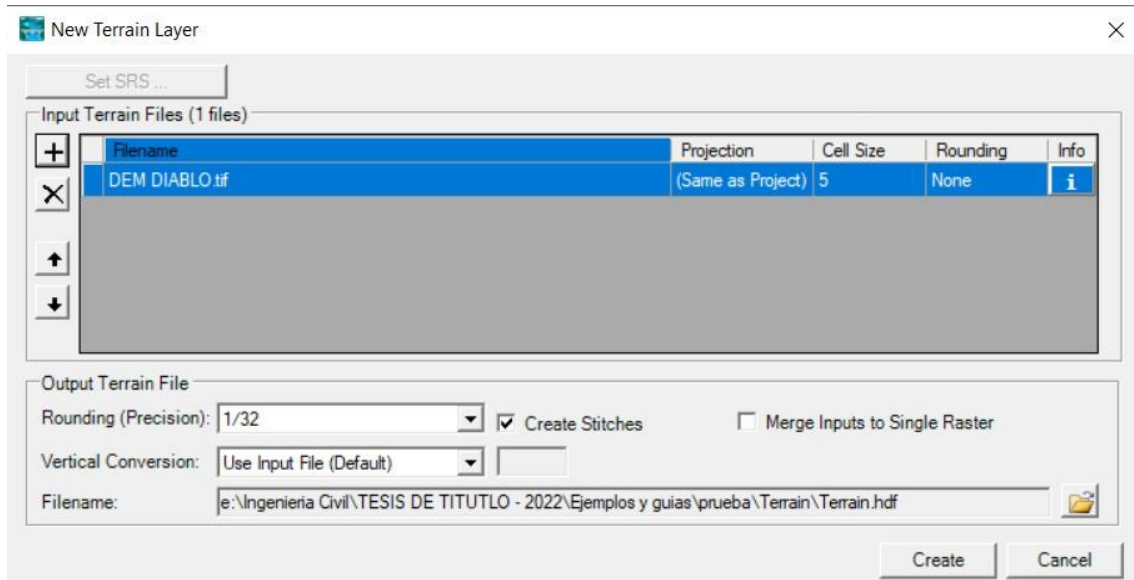 New Terrain Layer
Set SRS ...
Input Terrain Files (1 files)
Filename Projection Cell Size Rounding Info
DEM DIABLO.tif (Same as Project) 5 None i
Output Terrain File
Rounding (Precision): 1/32 Create Stitches Merge Inputs to Single Raster
Vertical Conversion: Use Input File (Default)
Filename: e:\Ingenieria Civil\TESIS DE TITUTLO - 2022\Ejemplos y guias\prueba\Terrain\Terrain.hdf
Create Cancel